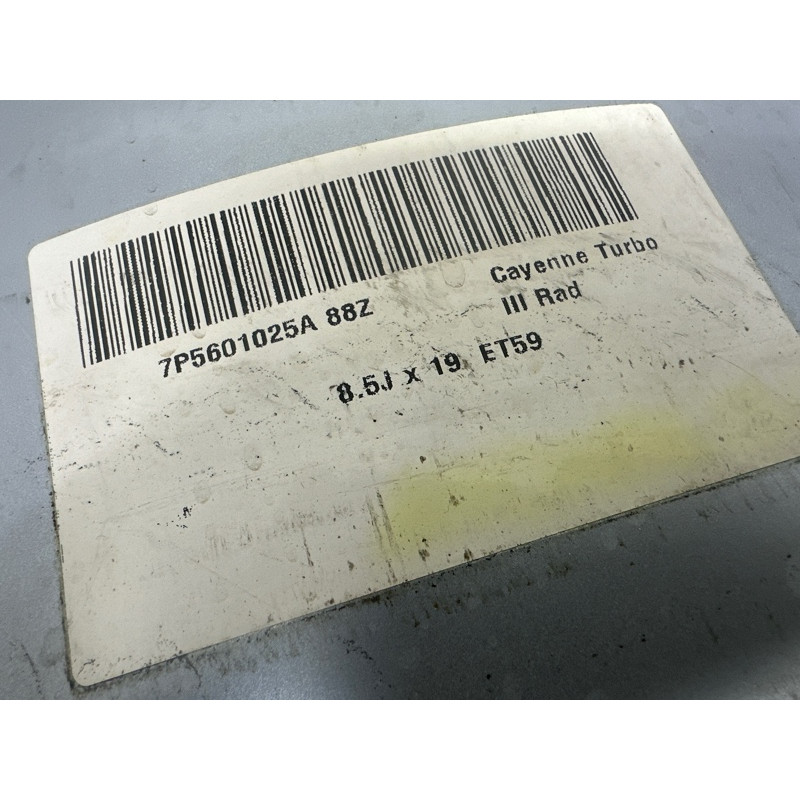 7P5601025A 88Z
Cayenne Turbo
III Rad
8.5J x 19 ET59